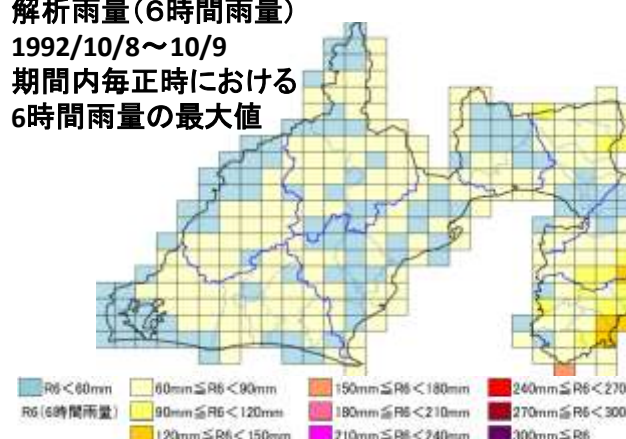 解析雨量(6時間雨量)
1992/10/8～10/9
期間内毎正時における
6時間雨量の最大値
R6＜60mm 60mm≦R6＜90mm 150mm≦R6＜180mm 240mm≦R6＜270
R6(6時間雨量) 90mm≦R6＜120mm 180mm≦R6＜210mm 270mm≦R6＜300
120mm≦R6＜150mm 210mm≦R6＜240mm 300mm≦R6